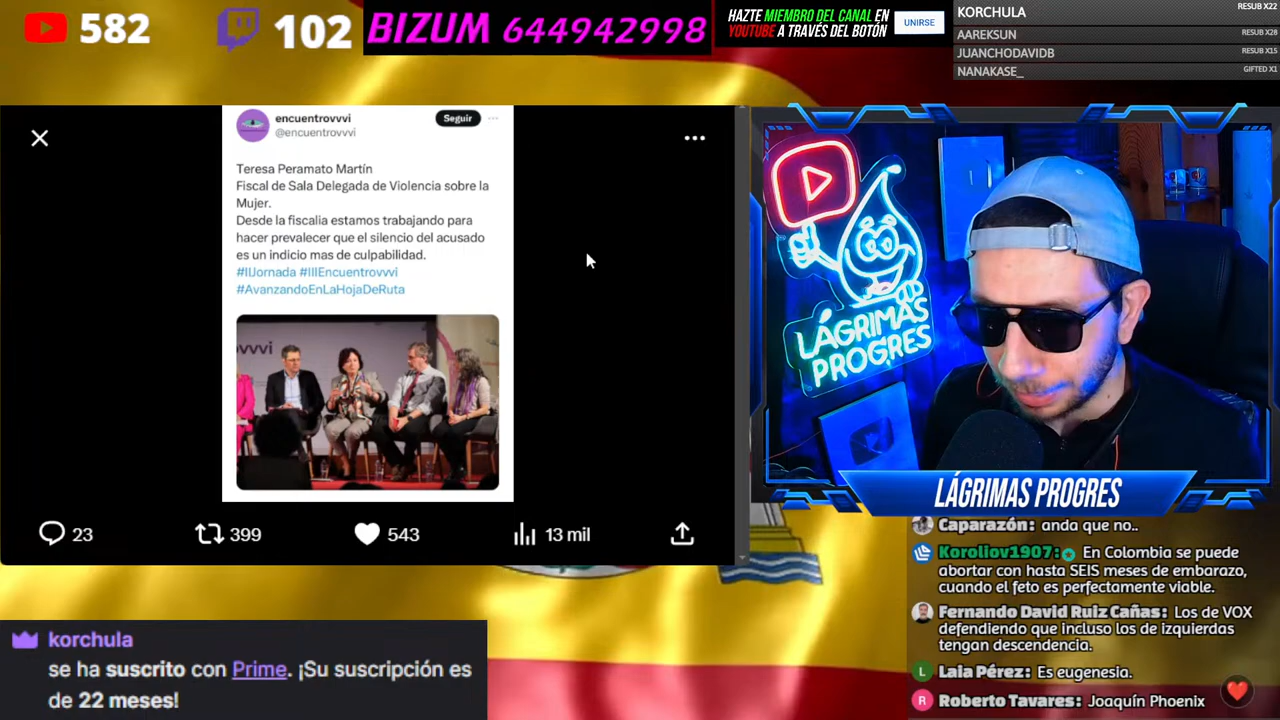 582
102
BIZUM 644942998
HAZTE MIEMBRO DEL CANAL EN
YOUTUBE A TRAVÉS DEL BOTÓN
UNIRSE
KORCHULA RESUB X22
AAREKSUN RESUB X26
JUANCHODAVIDB RESUB X15
NANAKASE_ GIFTED X1
encuentrovvvi
@encuentrovvvi
Seguir
Teresa Peramato Martín
Fiscal de Sala Delegada de Violencia sobre la
Mujer.
Desde la fiscalia estamos trabajando para
hacer prevalecer que el silencio del acusado
es un indicio mas de culpabilidad.
#IIJornada #IIIEncuentrovvvi
#AvanzandoEnLaHojaDeRuta
vvvi
23
399
543
13 mil
LÁGRIMAS
PROGRES
LÁGRIMAS PROGRES
Caparazón: anda que no..
Koroliov1907: En Colombia se puede
abortar con hasta SEIS meses de embarazo,
cuando el feto es perfectamente viable.
Fernando David Ruiz Cañas: Los de VOX
defendiendo que incluso los de izquierdas
tengan descendencia.
L Laia Pérez: Es eugenesia.
R Roberto Tavares: Joaquín Phoenix
korchula
se ha suscrito con Prime. ¡Su suscripción es
de 22 meses!